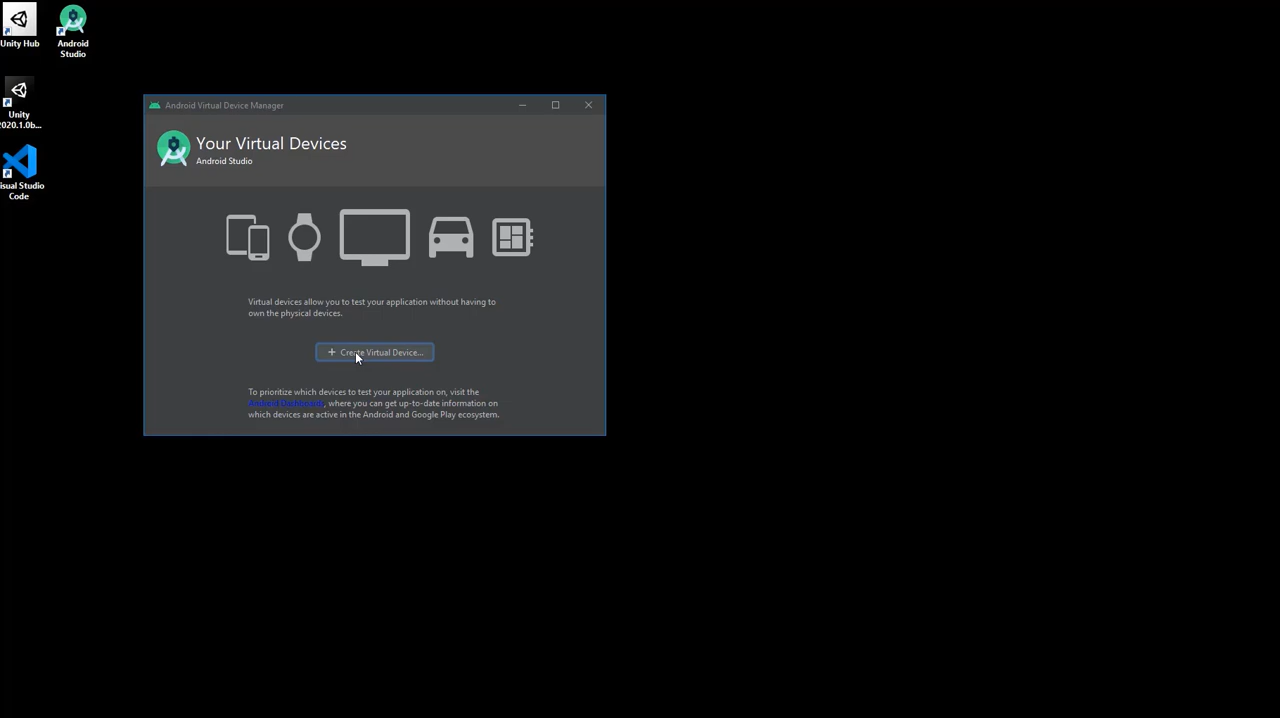 Unity Hub
Android
Studio
Unity
2020.1.0b...
isual Studio
Code
Android Virtual Device Manager
Your Virtual Devices
Android Studio
Virtual devices allow you to test your application without having to
own the physical devices.
+ Create Virtual Device...
To prioritize which devices to test your application on, visit the
Android Dashboards, where you can get up-to-date information on
which devices are active in the Android and Google Play ecosystem.